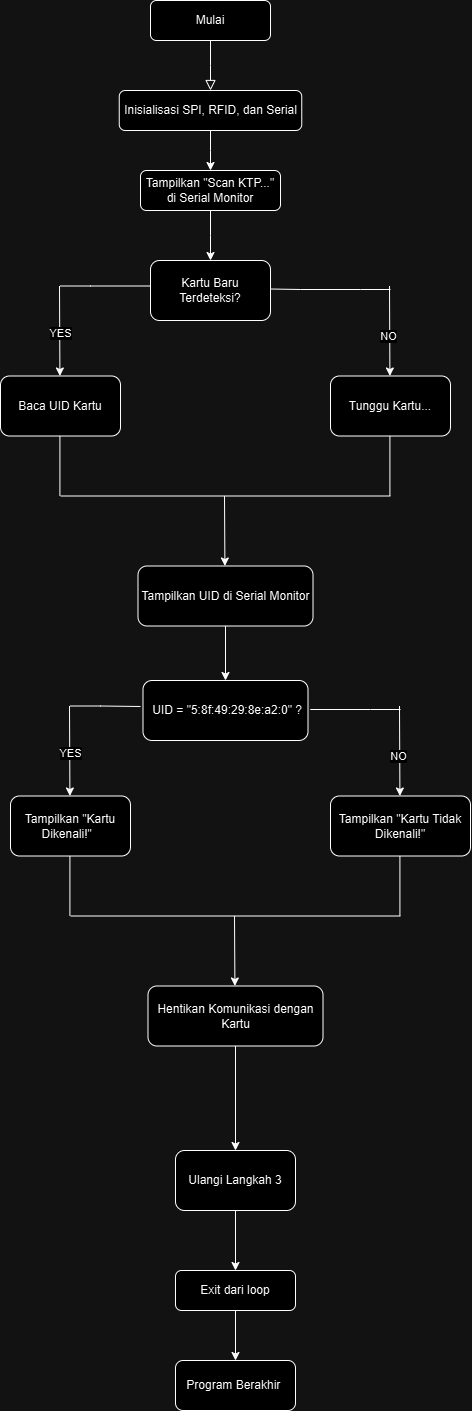 Mulai
Inisialisasi SPI, RFID, dan Serial
Tampilkan "Scan KTP..."
di Serial Monitor
Kartu Baru
Terdeteksi?
YES
NO
Baca UID Kartu
Tunggu Kartu...
Tampilkan UID di Serial Monitor
UID = "5:8f:49:29:8e:a2:0" ?
YES
NO
Tampilkan "Kartu
Dikenali!"
Tampilkan "Kartu Tidak
Dikenali!"
Hentikan Komunikasi dengan
Kartu
Ulangi Langkah 3
Exit dari loop
Program Berakhir